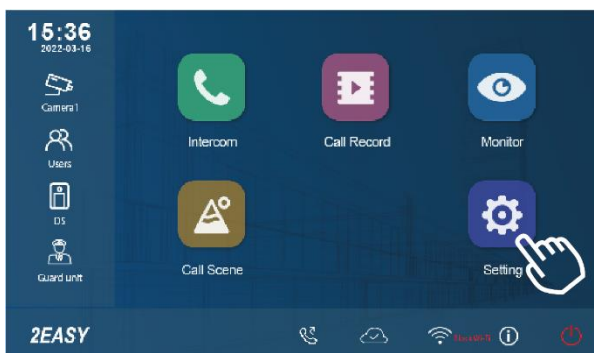 15:36
2022-03-16
Camera1
Users
DS
Guard unit
Intercom
Call Record
Monitor
Call Scene
Setting
2EASY